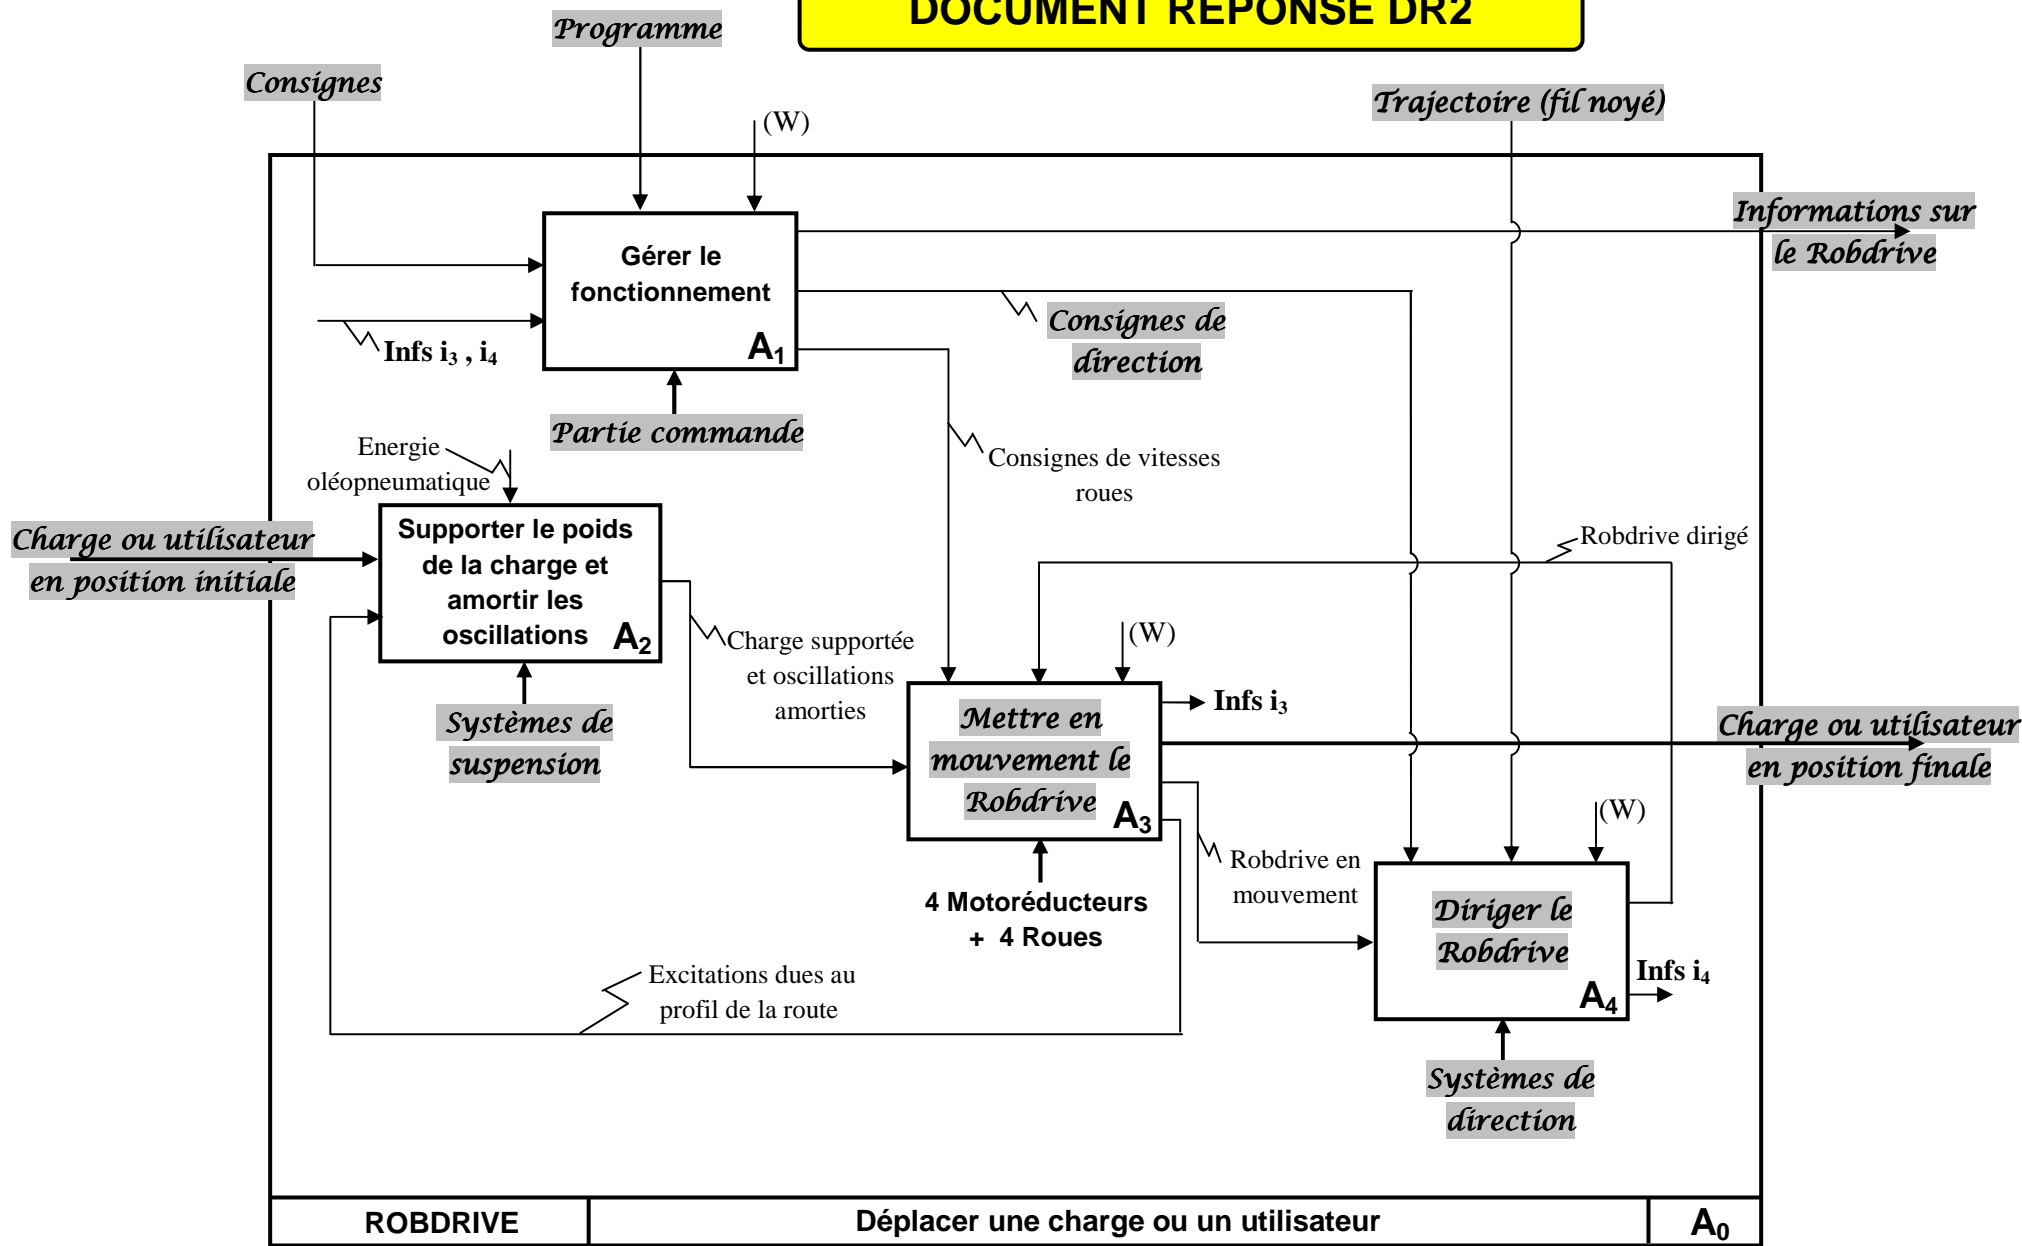 DOCUMENT REPONSE DR2
Programme
Consignes
(W)
Trajectoire (fil noyé)
Informations sur
le Robdrive
Gérer le
fonctionnement
A1
Consignes de
direction
Infs i3 , i4
Partie commande
Energie
oléopneumatique
Consignes de vitesses
roues
Charge ou utilisateur
en position initiale
Supporter le poids
de la charge et
amortir les
oscillations
A2
Robdrive dirigé
Charge supportée
et oscillations
amorties
(W)
Systèmes de
suspension
Mettre en
mouvement le
Robdrive
A3
Infs i3
Charge ou utilisateur
en position finale
(W)
4 Motoréducteurs
+ 4 Roues
Robdrive en
mouvement
Diriger le
Robdrive
A4
Infs i4
Excitations dues au
profil de la route
Systèmes de
direction
ROBDRIVE
Déplacer une charge ou un utilisateur
A0